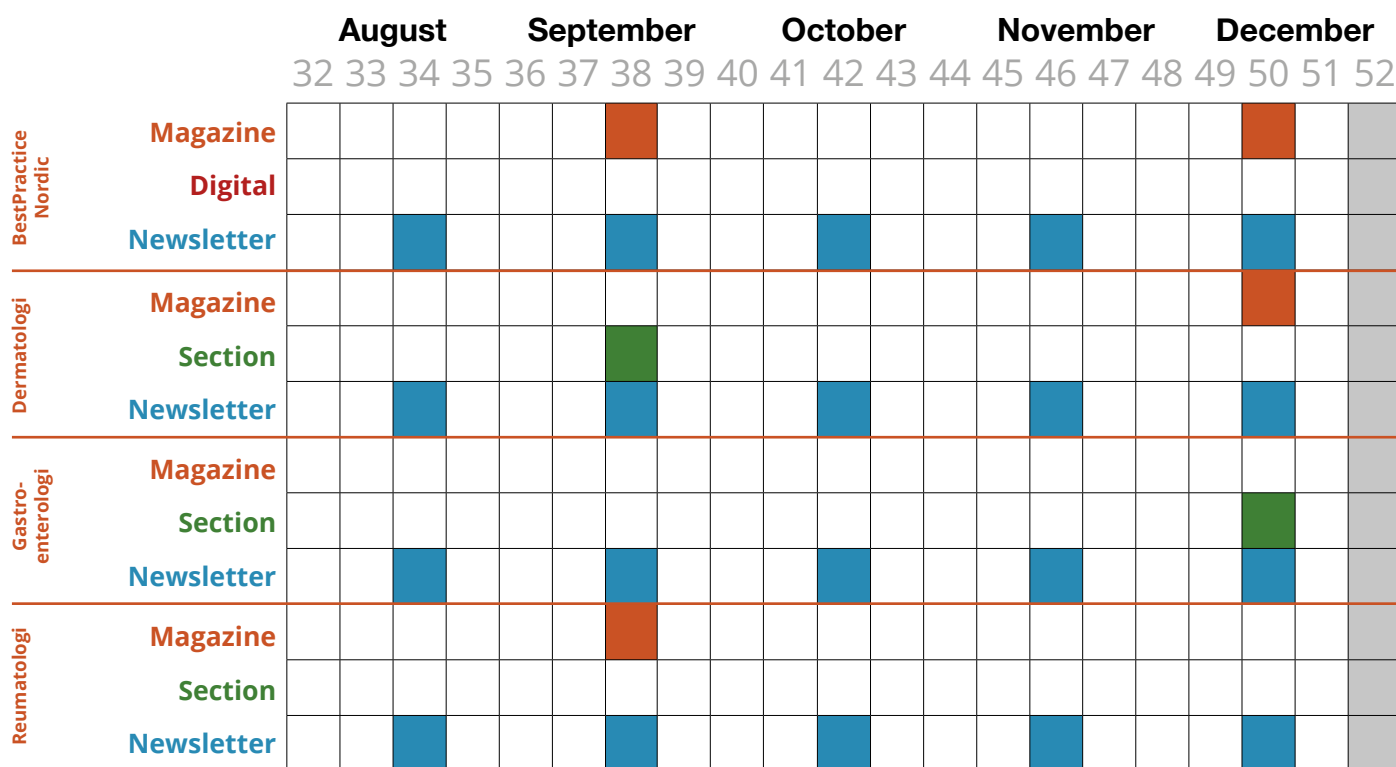 August September October November December
32 33 34 35 36 37 38 39 40 41 42 43 44 45 46 47 48 49 50 51 52
BestPractice
Nordic
Magazine
Digital
Newsletter
Dermatologi
Magazine
Section
Newsletter
Gastro-
enterologi
Magazine
Section
Newsletter
Reumatologi
Magazine
Section
Newsletter